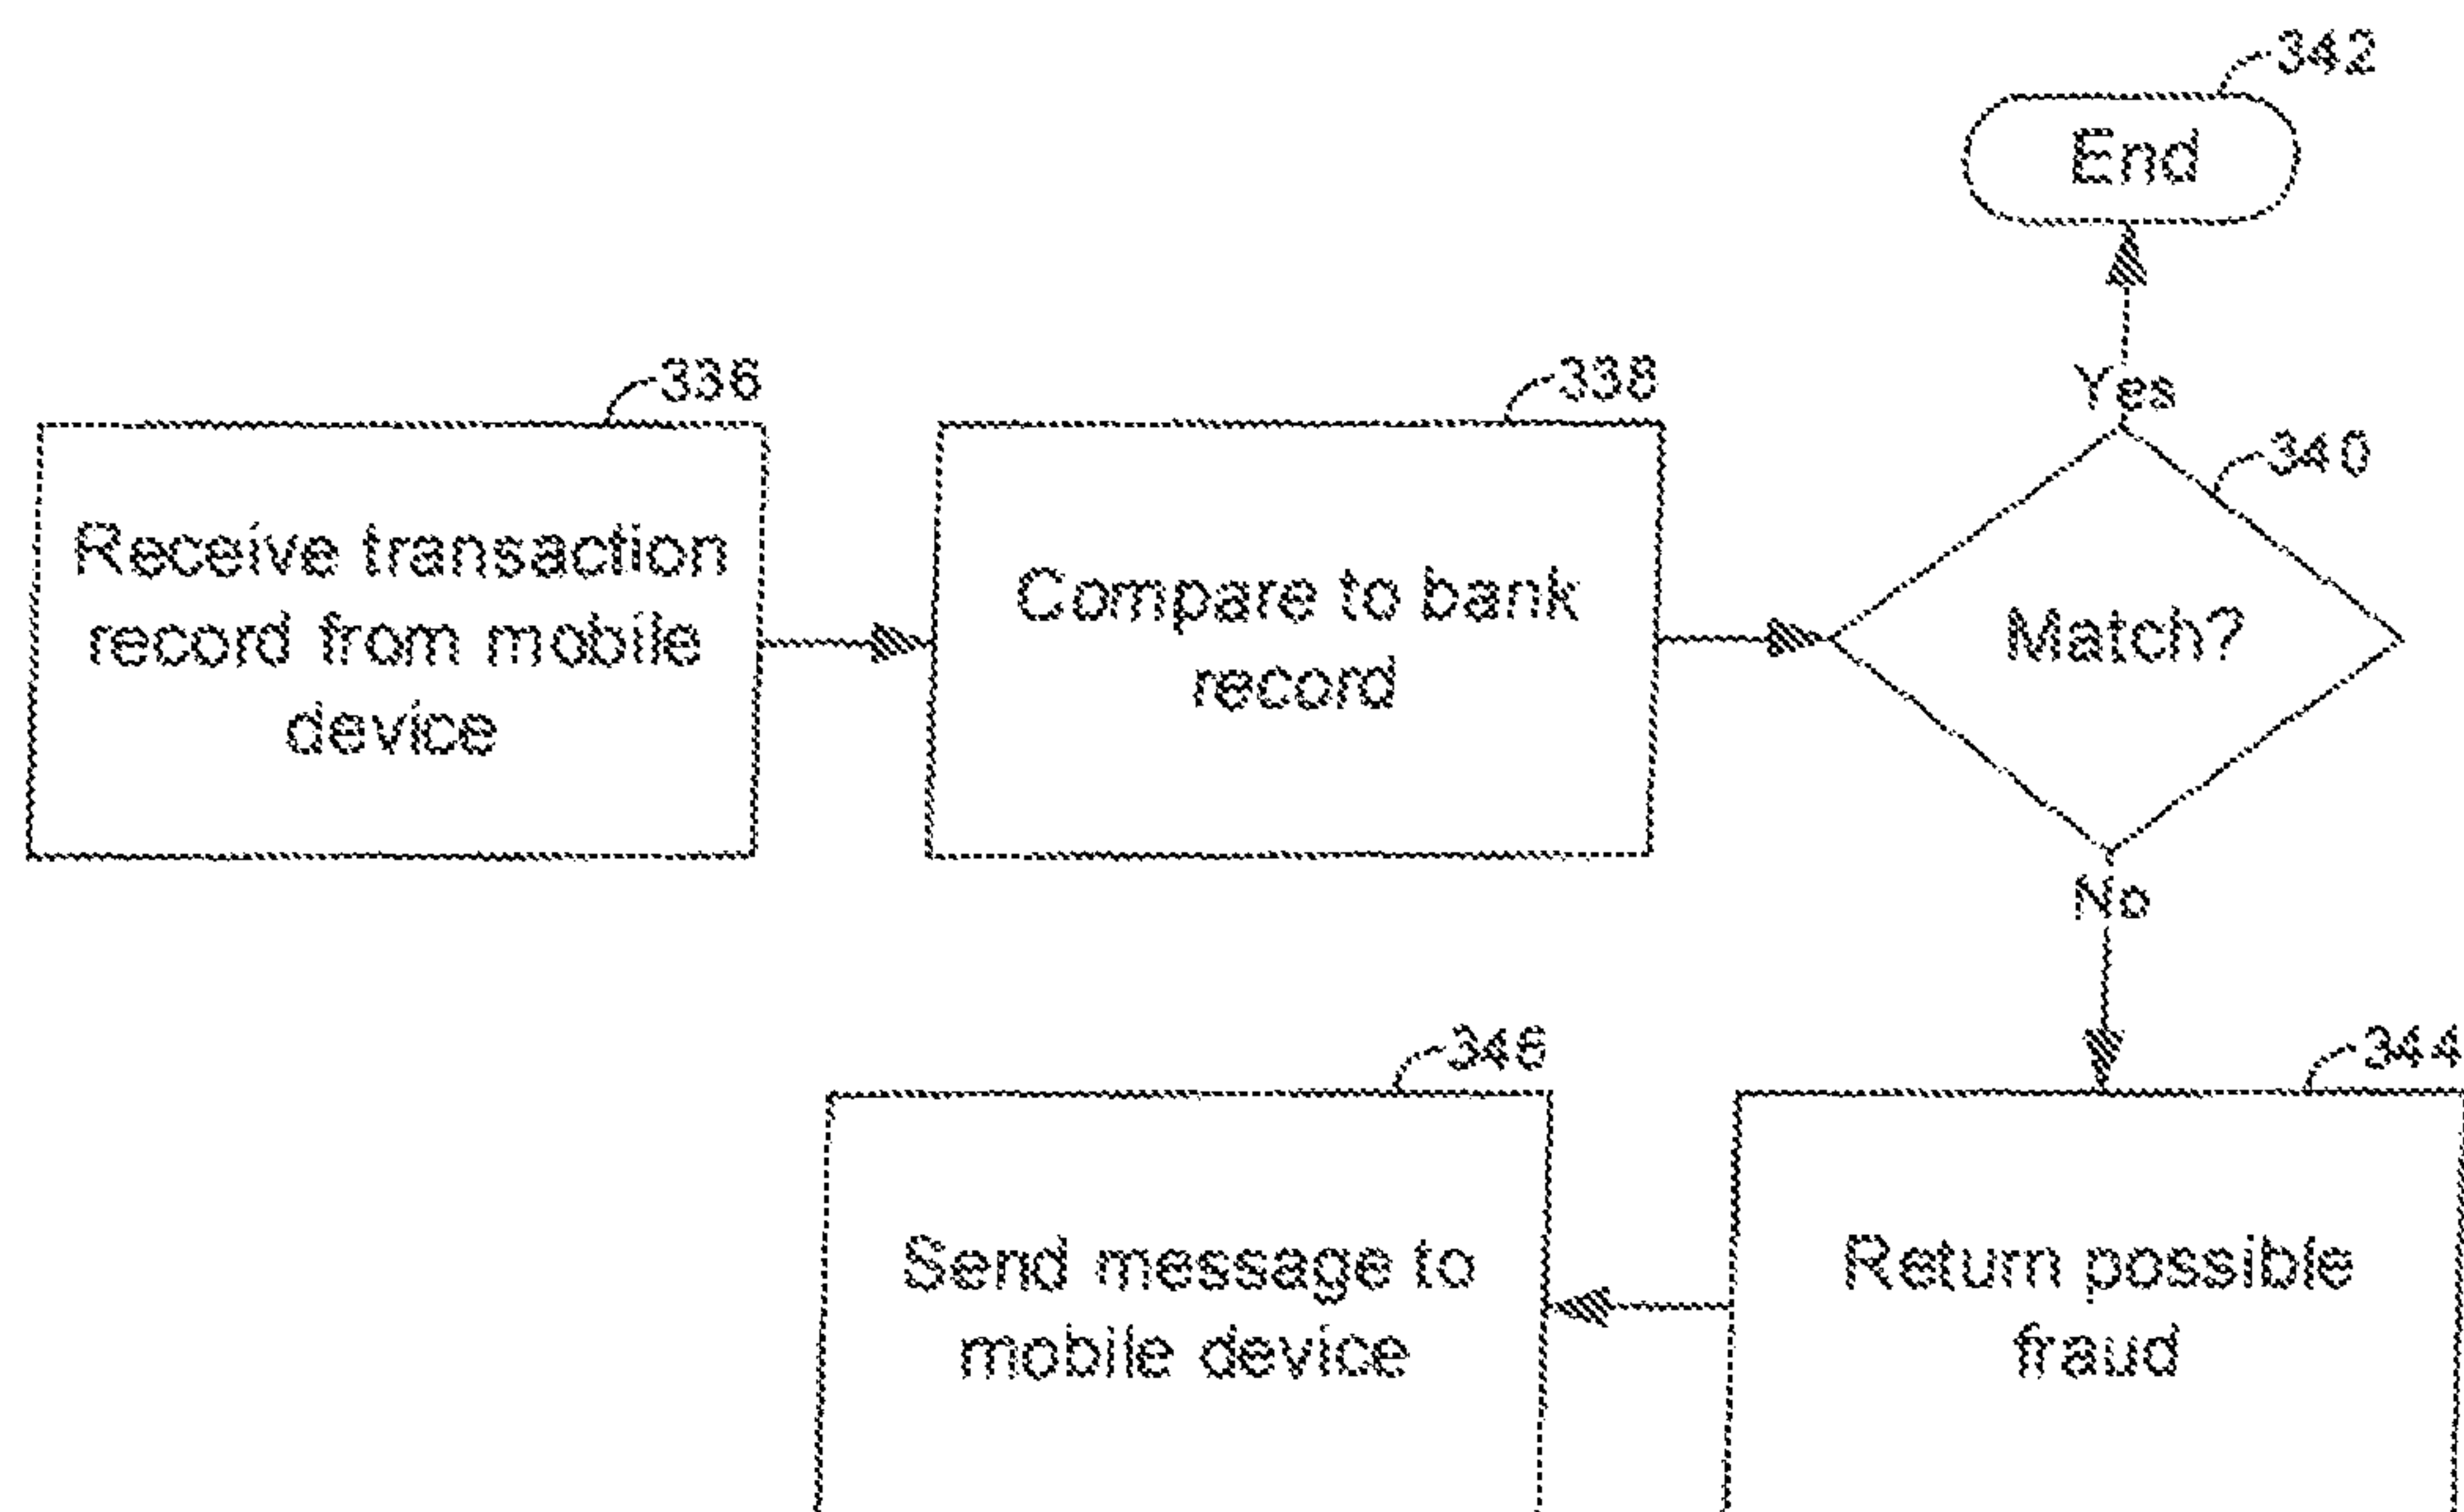 342
End
336
338
Yes
340
Receive transaction
record from mobile
device
Compare to bank
record
Match?
No
346
344
Send message to
mobile device
Return possible
fraud